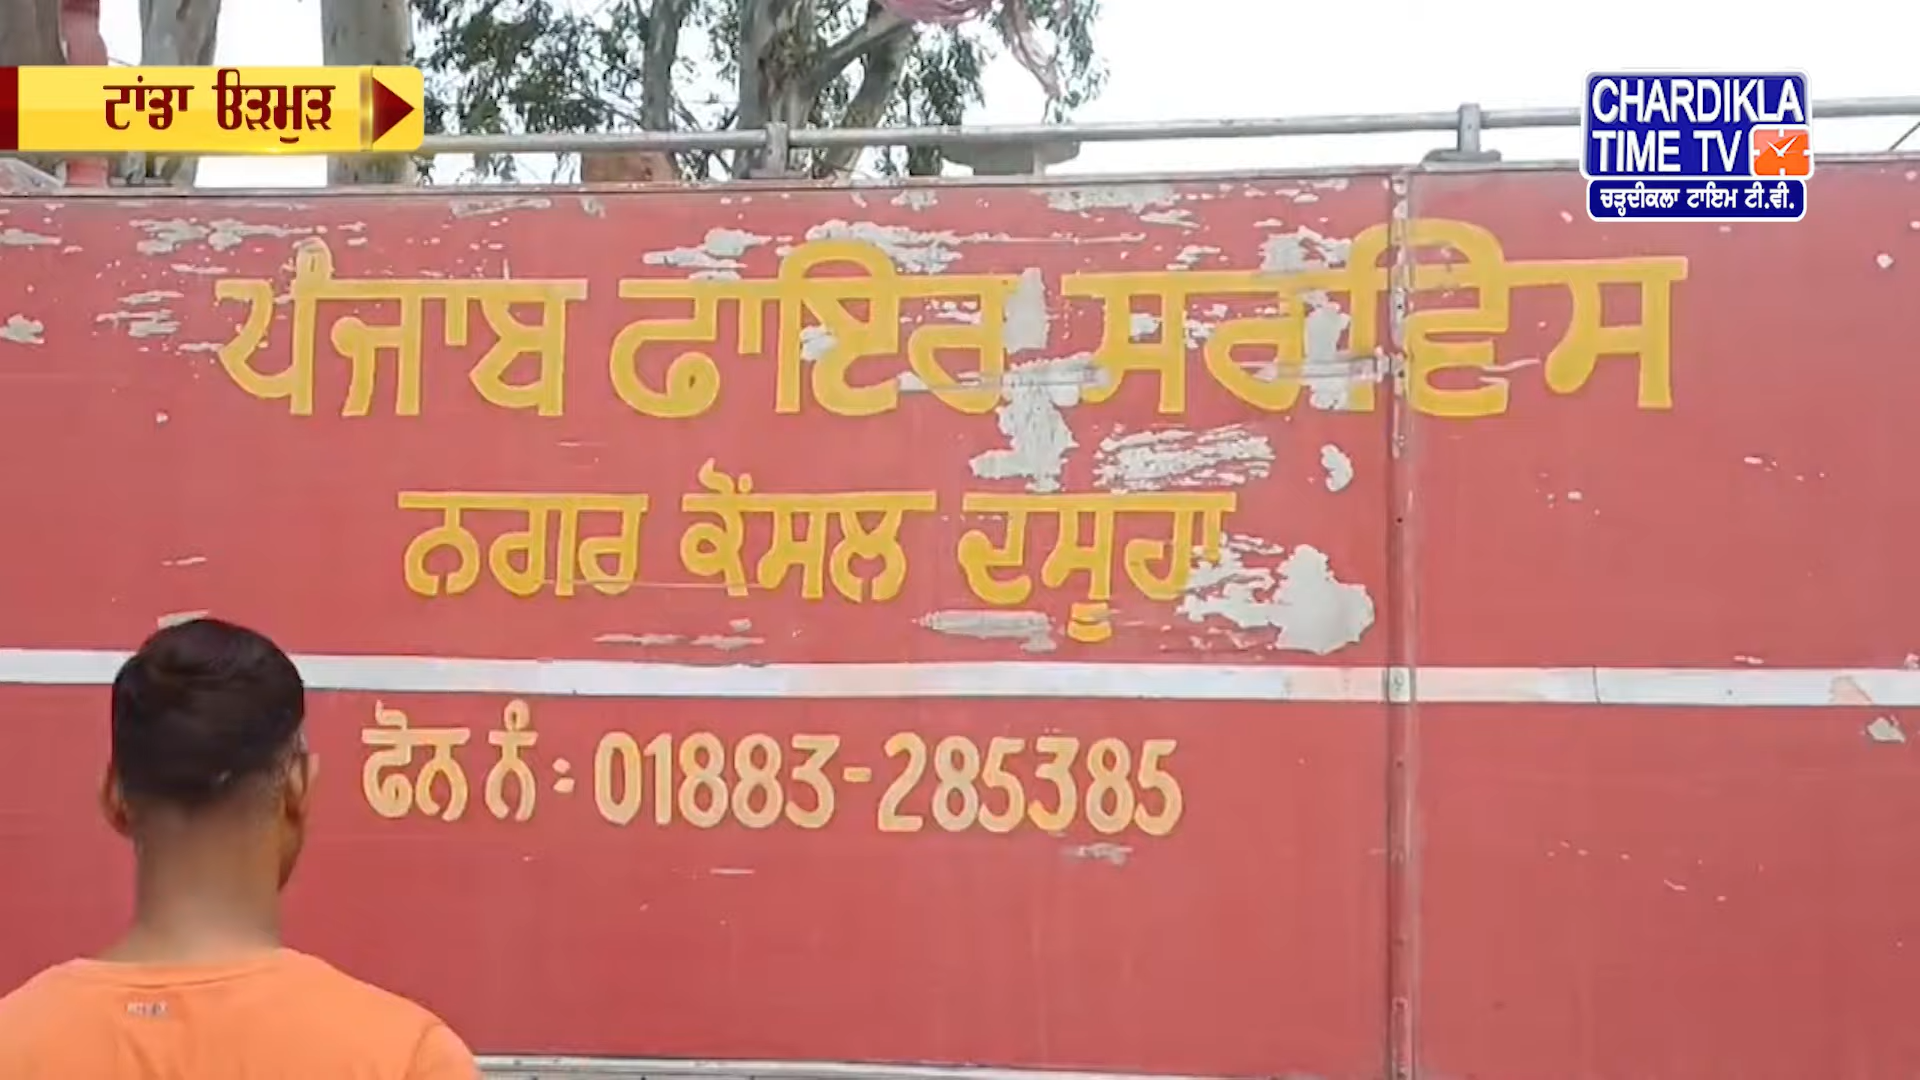 ਟਾਂਡਾ ਉੜਮੁੜ
CHARDIKLA
TIME TV
ਚੜ੍ਹਦੀਕਲਾ ਟਾਇਮ ਟੀ.ਵੀ.
ਪੰਜਾਬ ਫਾਇਰ ਸਰਵਿਸ
ਨਗਰ ਕੌਂਸਲ ਦਸੂਹਾ
ਫੋਨ ਨੰ: 01883-285385